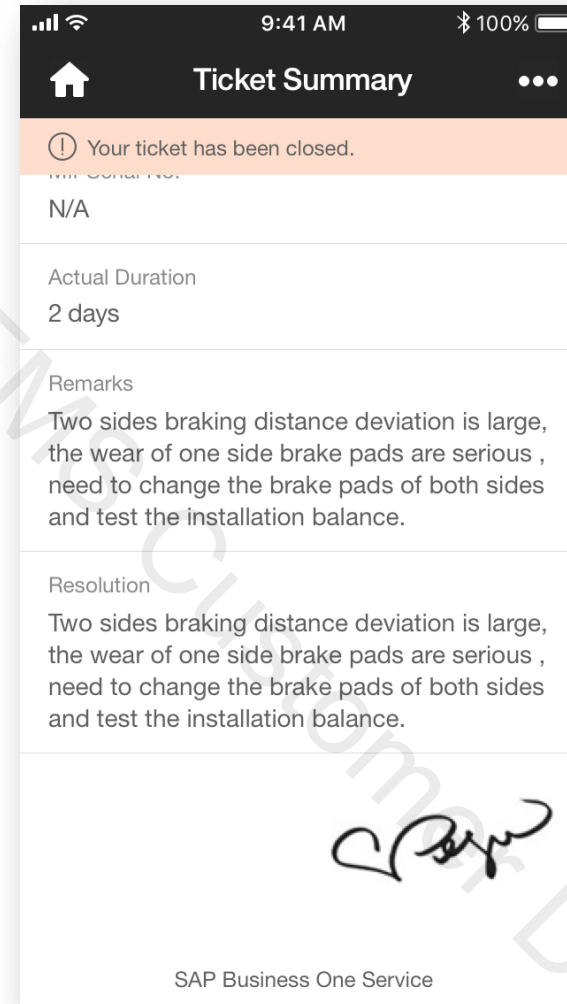 9:41 AM
100%
Ticket Summary
Your ticket has been closed.
N/A
Actual Duration
2 days
Remarks
Two sides braking distance deviation is large,
the wear of one side brake pads are serious ,
need to change the brake pads of both sides
and test the installation balance.
Resolution
Two sides braking distance deviation is large,
the wear of one side brake pads are serious ,
need to change the brake pads of both sides
and test the installation balance.
SAP Business One Service
Customer